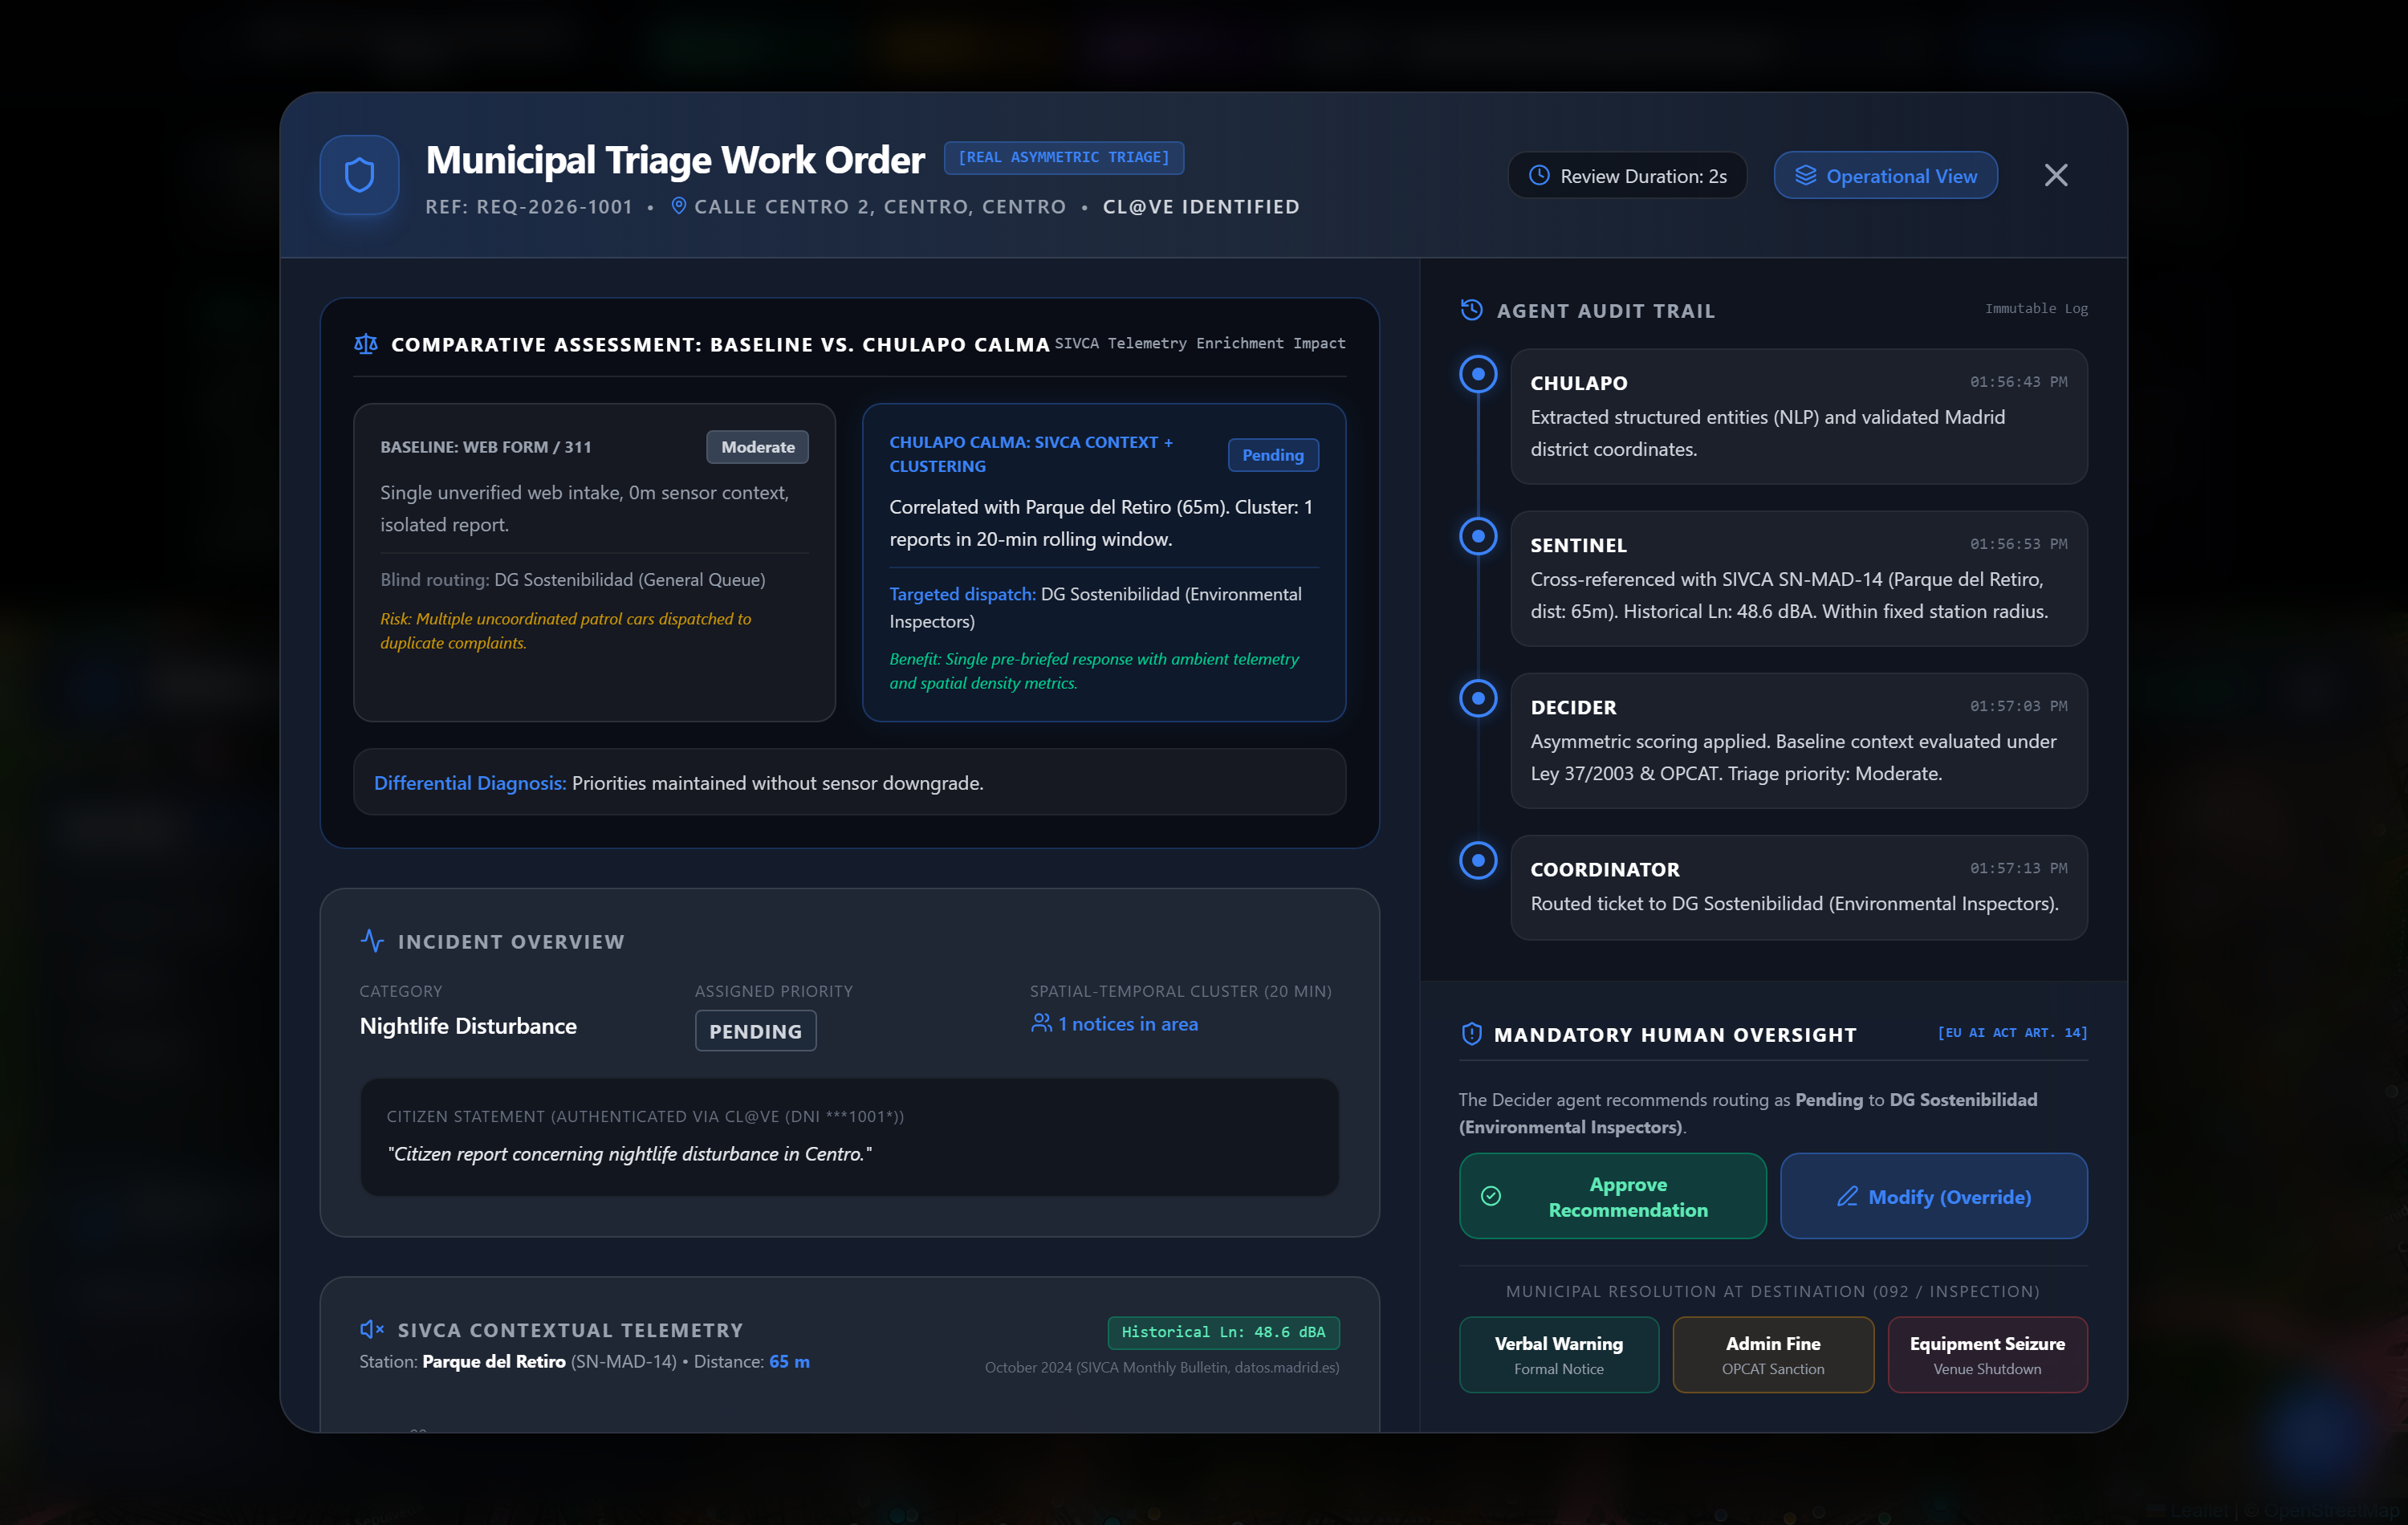 Municipal Triage Work Order
[REAL ASYMMETRIC TRIAGE]
REF: REQ-2026-1001 • CALLE CENTRO 2, CENTRO, CENTRO • CL@VE IDENTIFIED
Review Duration: 2s
Operational View
COMPARATIVE ASSESSMENT: BASELINE VS. CHULAPO CALMA
SIVCA Telemetry Enrichment Impact
BASELINE: WEB FORM / 311
Moderate
Single unverified web intake, 0m sensor context,
isolated report.
Blind routing: DG Sostenibilidad (General Queue)
Risk: Multiple uncoordinated patrol cars dispatched to
duplicate complaints.
CHULAPO CALMA: SIVCA CONTEXT +
CLUSTERING
Pending
Correlated with Parque del Retiro (65m). Cluster: 1
reports in 20-min rolling window.
Targeted dispatch: DG Sostenibilidad (Environmental
Inspectors)
Benefit: Single pre-briefed response with ambient telemetry
and spatial density metrics.
Differential Diagnosis: Priorities maintained without sensor downgrade.
INCIDENT OVERVIEW
CATEGORY
Nightlife Disturbance
ASSIGNED PRIORITY
PENDING
SPATIAL-TEMPORAL CLUSTER (20 MIN)
1 notices in area
CITIZEN STATEMENT (AUTHENTICATED VIA CL@VE (DNI ***1001*))
"Citizen report concerning nightlife disturbance in Centro."
SIVCA CONTEXTUAL TELEMETRY
Station: Parque del Retiro (SN-MAD-14) • Distance: 65 m
Historical Ln: 48.6 dBA
October 2024 (SIVCA Monthly Bulletin, datos.madrid.es)
AGENT AUDIT TRAIL
Immutable Log
CHULAPO
01:56:43 PM
Extracted structured entities (NLP) and validated Madrid
district coordinates.
SENTINEL
01:56:53 PM
Cross-referenced with SIVCA SN-MAD-14 (Parque del Retiro,
dist: 65m). Historical Ln: 48.6 dBA. Within fixed station radius.
DECIDER
01:57:03 PM
Asymmetric scoring applied. Baseline context evaluated under
Ley 37/2003 & OPCAT. Triage priority: Moderate.
COORDINATOR
01:57:13 PM
Routed ticket to DG Sostenibilidad (Environmental Inspectors).
MANDATORY HUMAN OVERSIGHT
[EU AI ACT ART. 14]
The Decider agent recommends routing as Pending to DG Sostenibilidad
(Environmental Inspectors).
Approve
Recommendation
Modify (Override)
MUNICIPAL RESOLUTION AT DESTINATION (092 / INSPECTION)
Verbal Warning
Formal Notice
Admin Fine
OPCAT Sanction
Equipment Seizure
Venue Shutdown
Leaflet | © OpenStreetMap